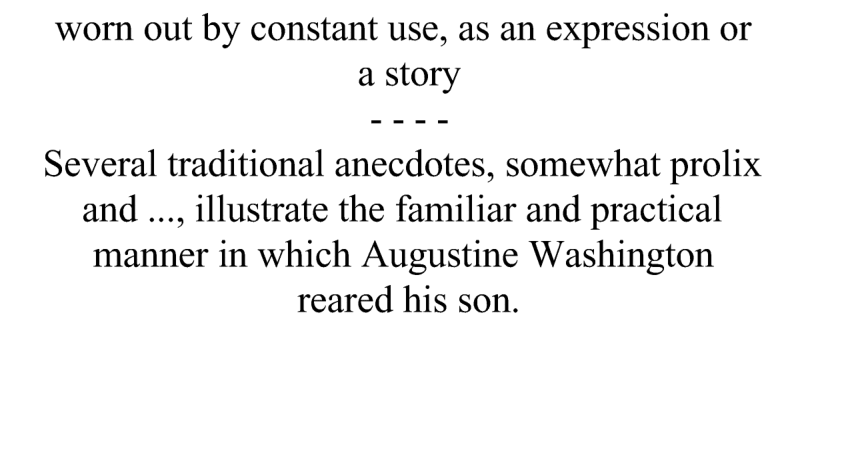 worn out by constant use, as an expression or
a story
- - - -
Several traditional anecdotes, somewhat prolix
and ..., illustrate the familiar and practical
manner in which Augustine Washington
reared his son.